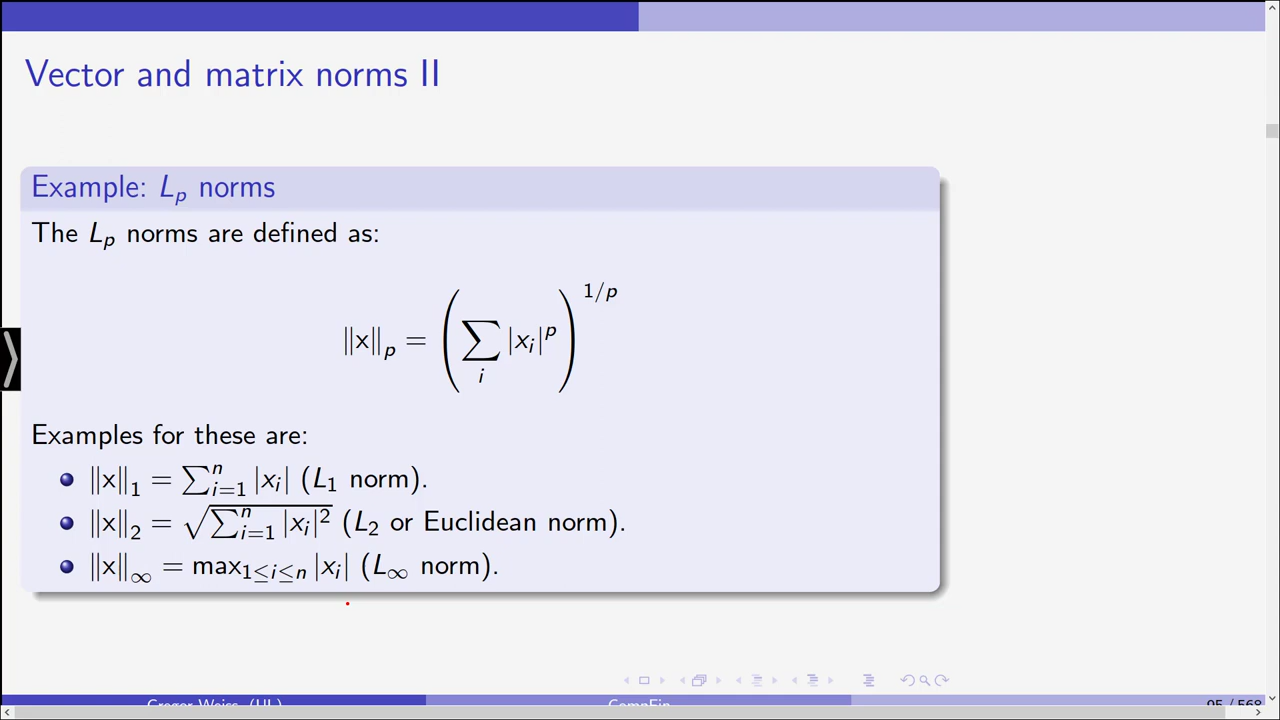 Vector and matrix norms II
Example: L_p norms
The L_p norms are defined as:
‖x‖_p = (∑_i |x_i|^p)^{1/p}
Examples for these are:
‖x‖_1 = ∑_{i=1}^n |x_i| (L_1 norm).
‖x‖_2 = √(∑_{i=1}^n |x_i|^2) (L_2 or Euclidean norm).
‖x‖_∞ = max_{1≤i≤n} |x_i| (L_∞ norm).